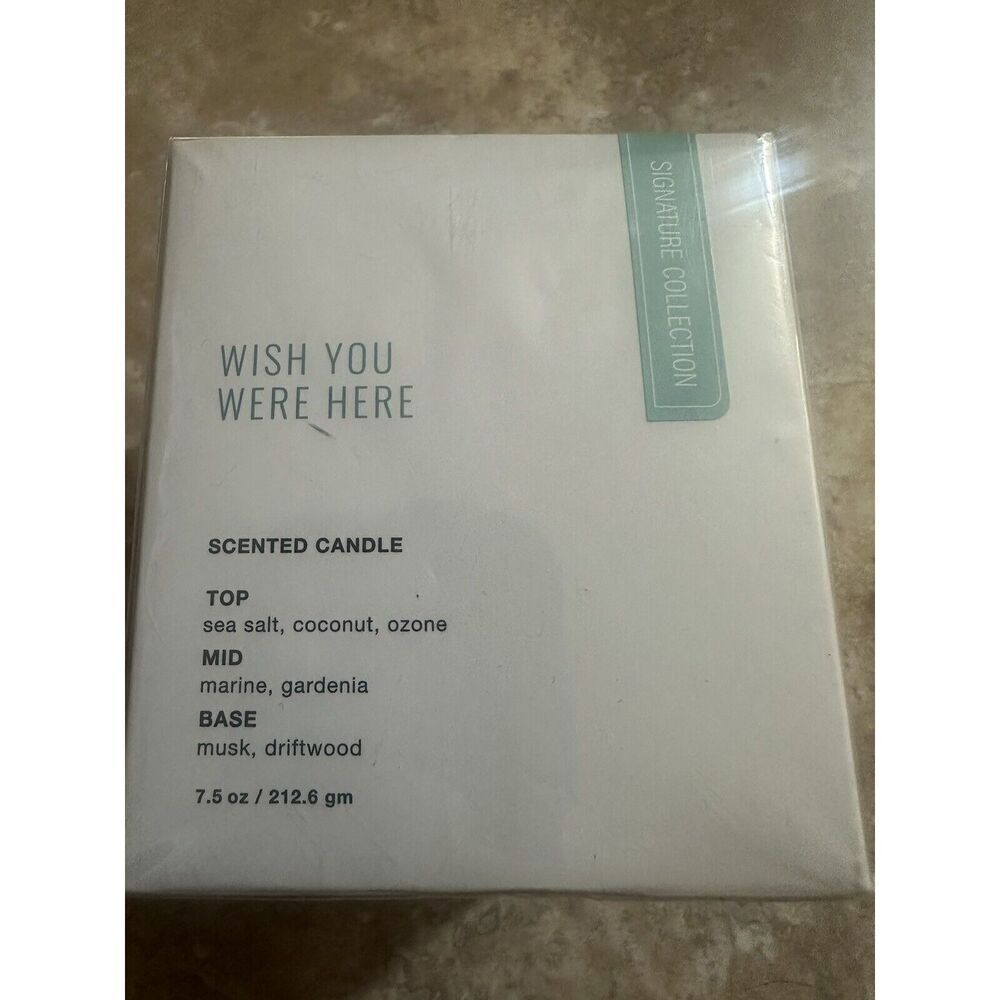 SIGNATURE COLLECTION
WISH YOU
WERE HERE
SCENTED CANDLE
TOP
sea salt, coconut, ozone
MID
marine, gardenia
BASE
musk, driftwood
7.5 oz / 212.6 gm